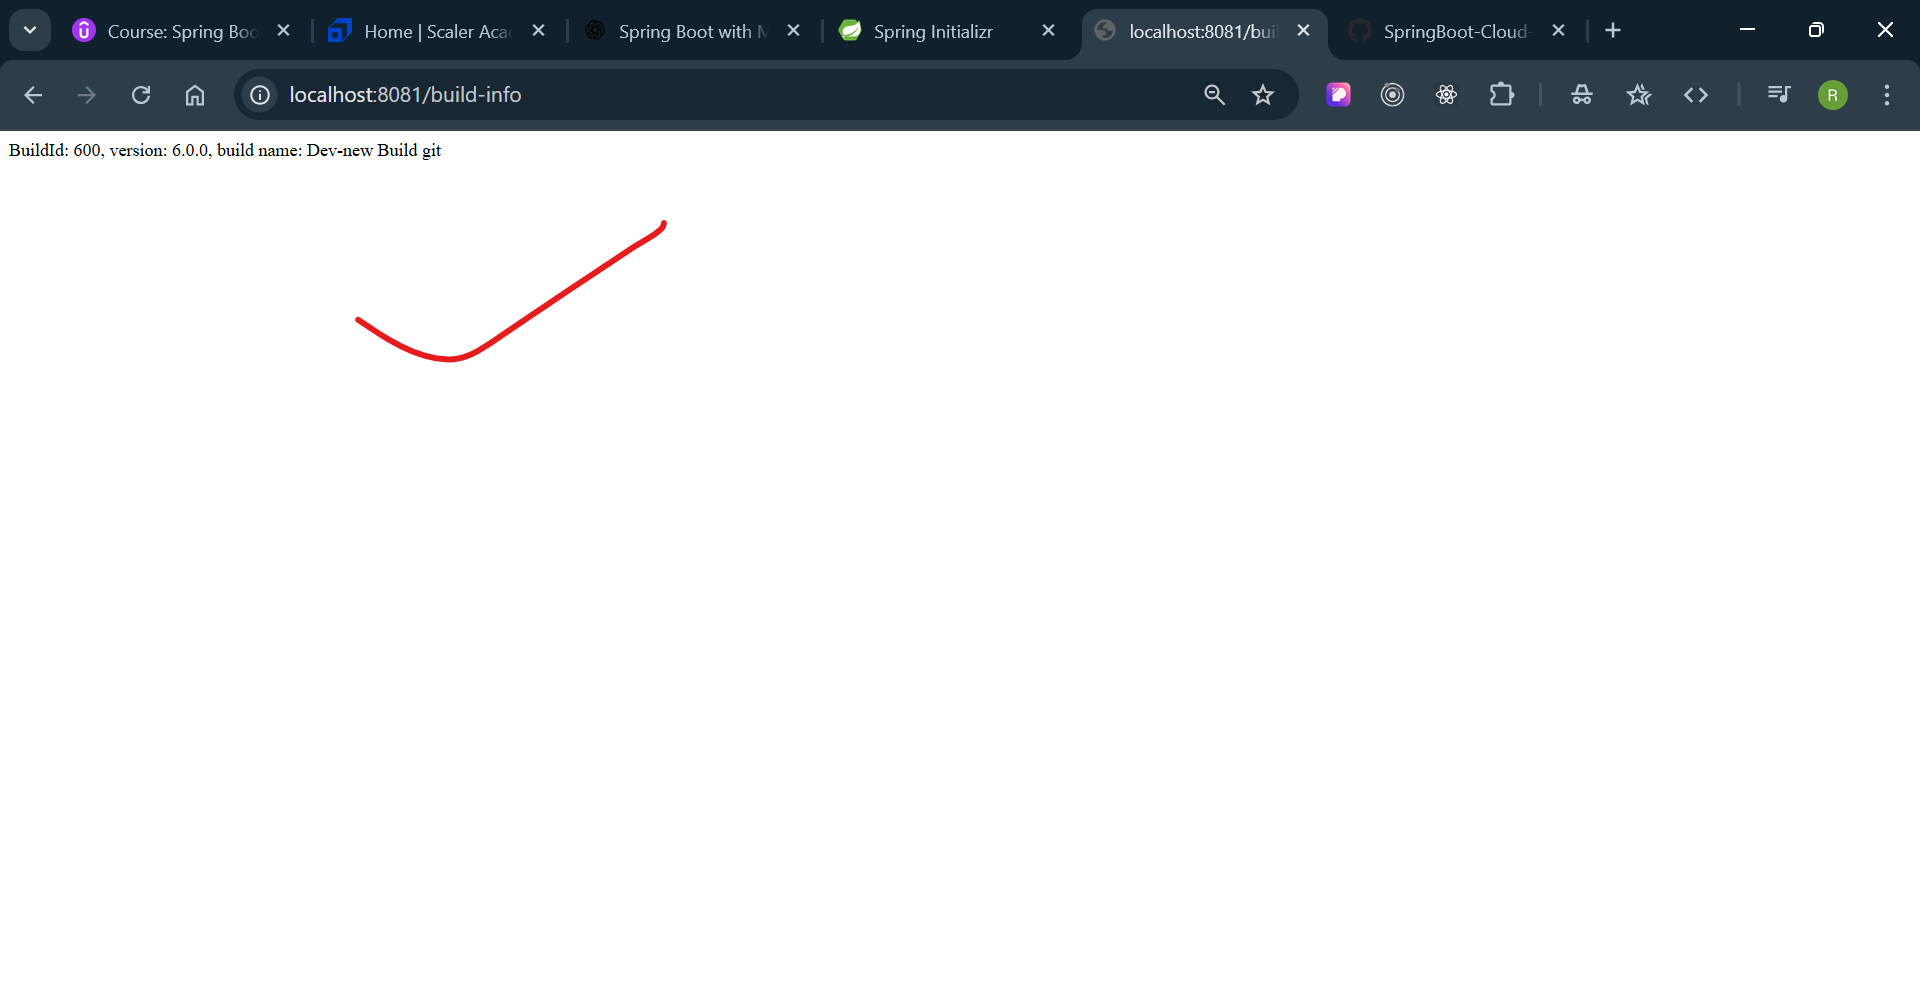 Course: Spring Boo
Home | Scaler Aca
Spring Boot with M
Spring Initializr
localhost:8081/bui
SpringBoot-Cloud-
localhost:8081/build-info
R
BuildId: 600, version: 6.0.0, build name: Dev-new Build git